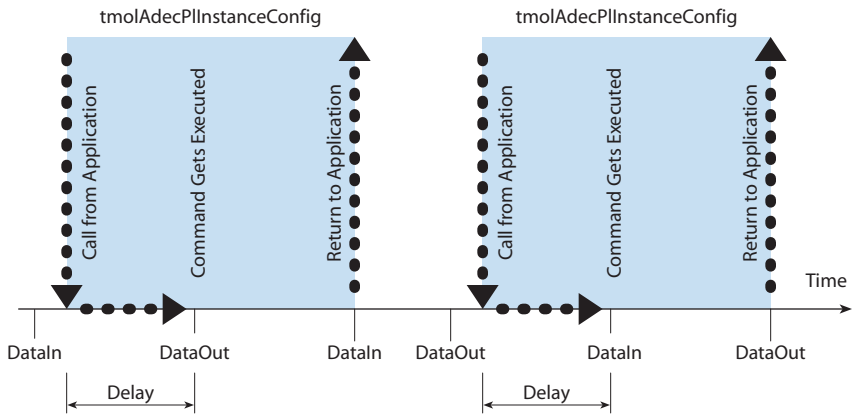 tmolAdecPlInstanceConfig
tmolAdecPlInstanceConfig
Call from Application
Command Gets Executed
Return to Application
Call from Application
Command Gets Executed
Return to Application
Time
DataIn
DataOut
DataIn
DataOut
DataIn
DataOut
Delay
Delay